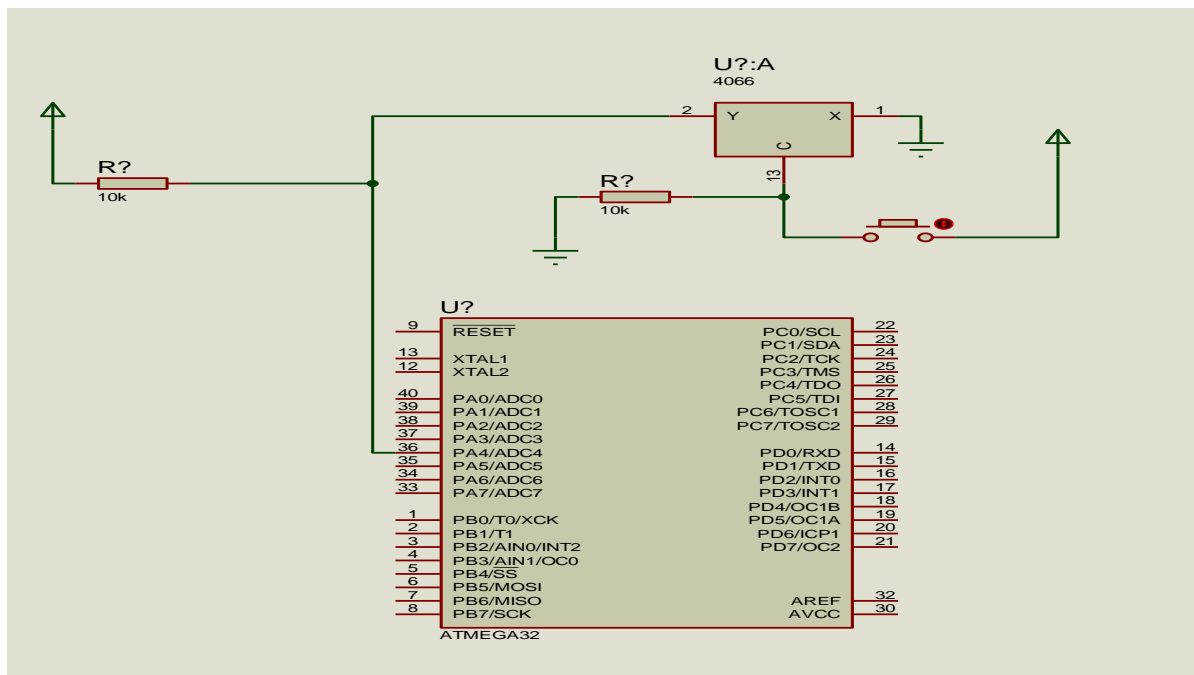 U?:A
4066
2
Y
X
1
C
13
R?
10k
R?
10k
U?
9
RESET
PC0/SCL
22
PC1/SDA
23
13
XTAL1
PC2/TCK
24
12
XTAL2
PC3/TMS
25
PC4/TDO
26
40
PA0/ADC0
PC5/TDI
27
39
PA1/ADC1
PC6/TOSC1
28
38
PA2/ADC2
PC7/TOSC2
29
37
PA3/ADC3
36
PA4/ADC4
PD0/RXD
14
35
PA5/ADC5
PD1/TXD
15
34
PA6/ADC6
PD2/INT0
16
33
PA7/ADC7
PD3/INT1
17
PD4/OC1B
18
1
PB0/T0/XCK
PD5/OC1A
19
2
PB1/T1
PD6/ICP1
20
3
PB2/AIN0/INT2
PD7/OC2
21
4
PB3/AIN1/OC0
5
PB4/SS
6
PB5/MOSI
7
PB6/MISO
AREF
32
8
PB7/SCK
AVCC
30
ATMEGA32